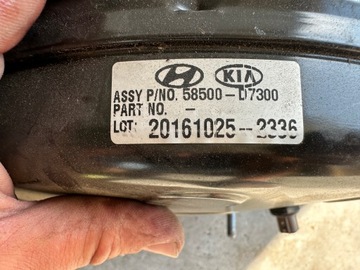 KIA
ASSY P/NO. 58500-D7300
PART NO. -
LOT: 20161025-2336